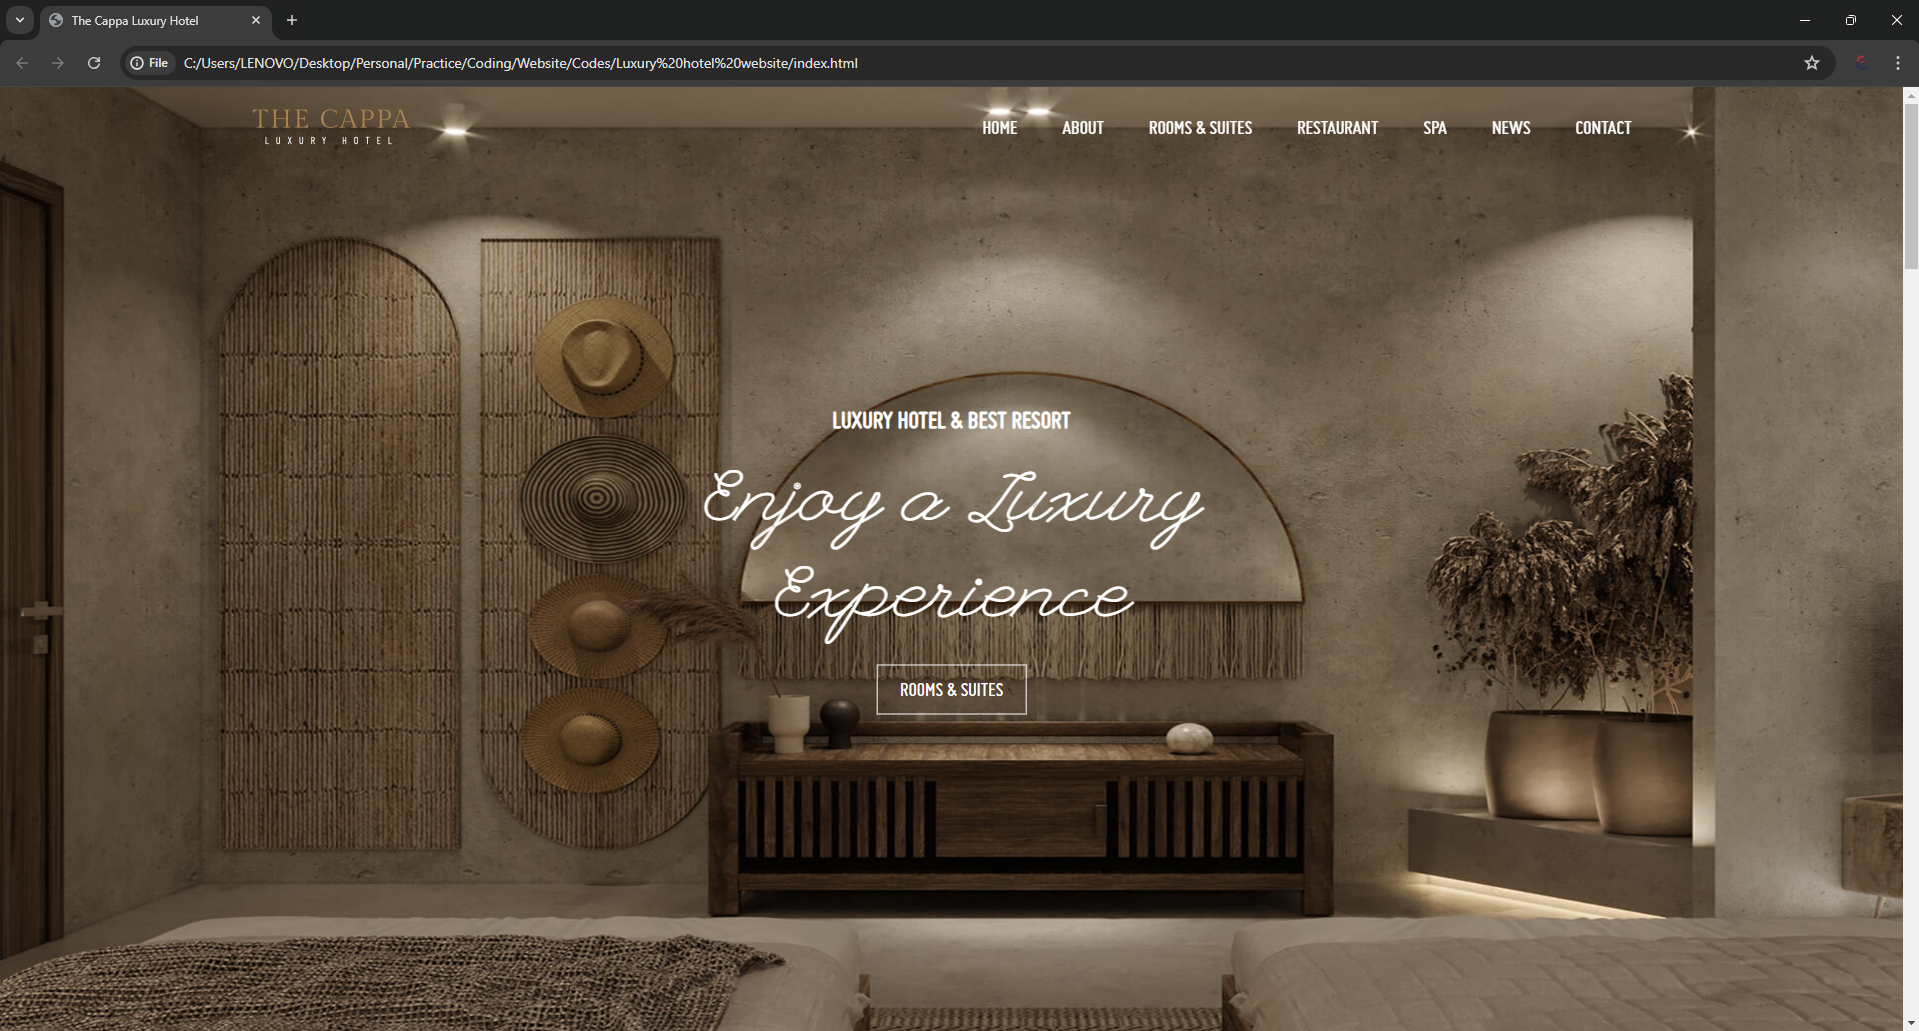 The Cappa Luxury Hotel
File
C:/Users/LENOVO/Desktop/Personal/Practice/Coding/Website/Codes/Luxury%20hotel%20website/index.html
THE CAPPA
LUXURY HOTEL
HOME ABOUT ROOMS & SUITES RESTAURANT SPA NEWS CONTACT
LUXURY HOTEL & BEST RESORT
Enjoy a Luxury
Experience
ROOMS & SUITES